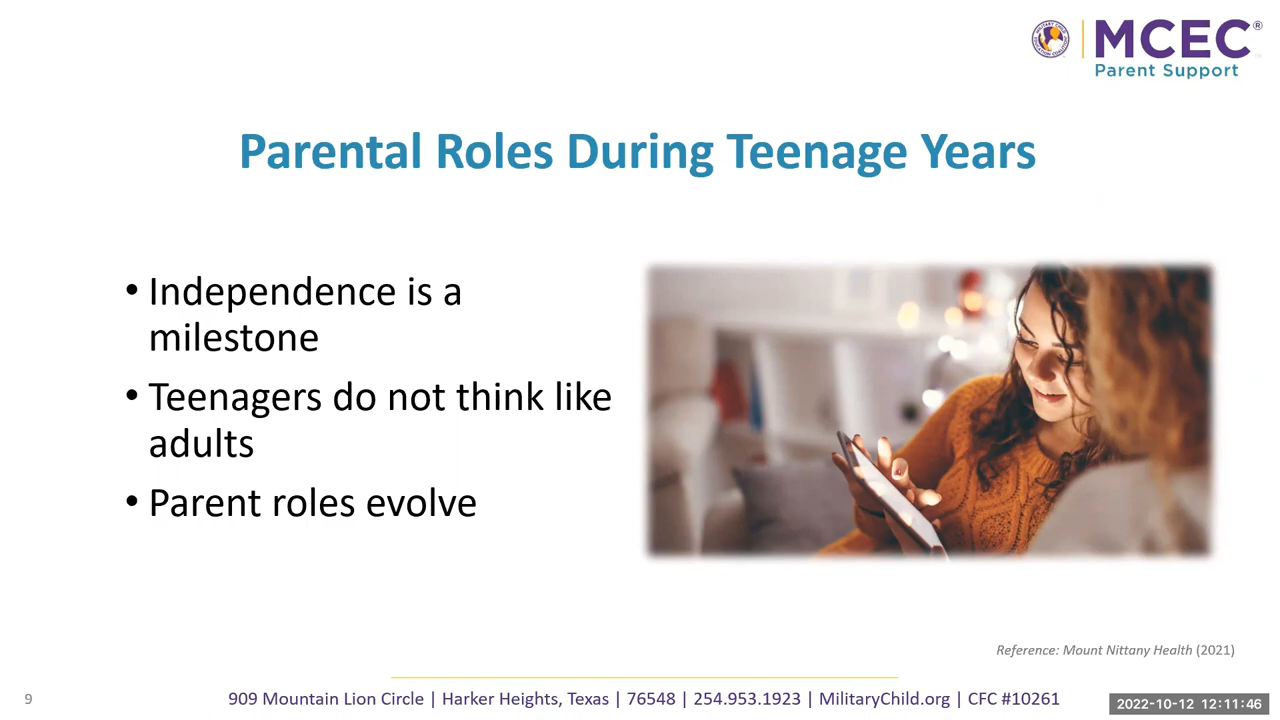 MCEC®
Parent Support
Parental Roles During Teenage Years
• Independence is a
milestone
• Teenagers do not think like
adults
• Parent roles evolve
Reference: Mount Nittany Health (2021)
9
909 Mountain Lion Circle | Harker Heights, Texas | 76548 | 254.953.1923 | MilitaryChild.org | CFC #10261
2022-10-12 12:11:46